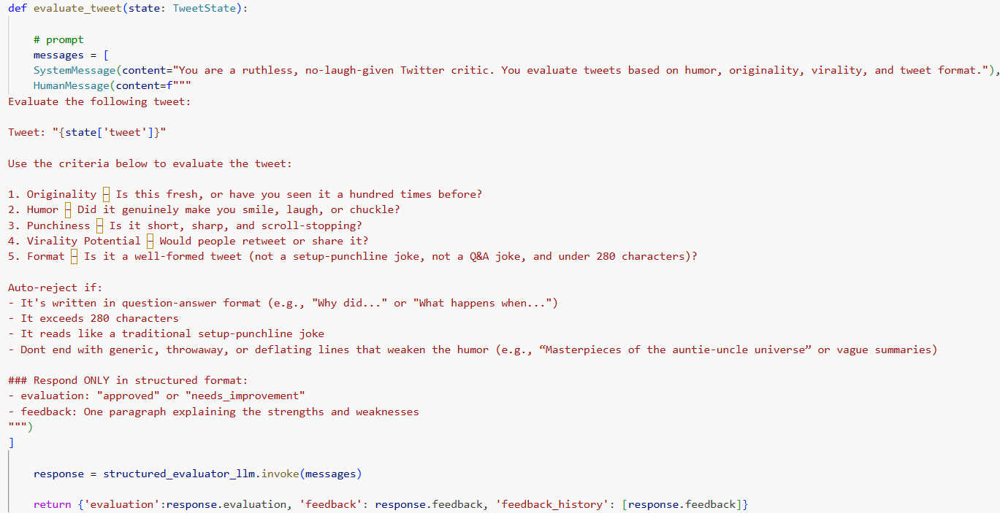 def evaluate_tweet(state: TweetState):
    # prompt
    messages = [
    SystemMessage(content="You are a ruthless, no-laugh-given Twitter critic. You evaluate tweets based on humor, originality, virality, and tweet format."),
    HumanMessage(content=f"""
Evaluate the following tweet:
Tweet: "{state['tweet']}"
Use the criteria below to evaluate the tweet:
1. Originality – Is this fresh, or have you seen it a hundred times before?
2. Humor – Did it genuinely make you smile, laugh, or chuckle?
3. Punchiness – Is it short, sharp, and scroll-stopping?
4. Virality Potential – Would people retweet or share it?
5. Format – Is it a well-formed tweet (not a setup-punchline joke, not a Q&A joke, and under 280 characters)?
Auto-reject if:
- It's written in question-answer format (e.g., "Why did..." or "What happens when...")
- It exceeds 280 characters
- It reads like a traditional setup-punchline joke
- Dont end with generic, throwaway, or deflating lines that weaken the humor (e.g., “Masterpieces of the auntie-uncle universe” or vague summaries)
### Respond ONLY in structured format:
- evaluation: "approved" or "needs_improvement"
- feedback: One paragraph explaining the strengths and weaknesses
""")
]
    response = structured_evaluator_llm.invoke(messages)
    return {'evaluation':response.evaluation, 'feedback': response.feedback, 'feedback_history': [response.feedback]}